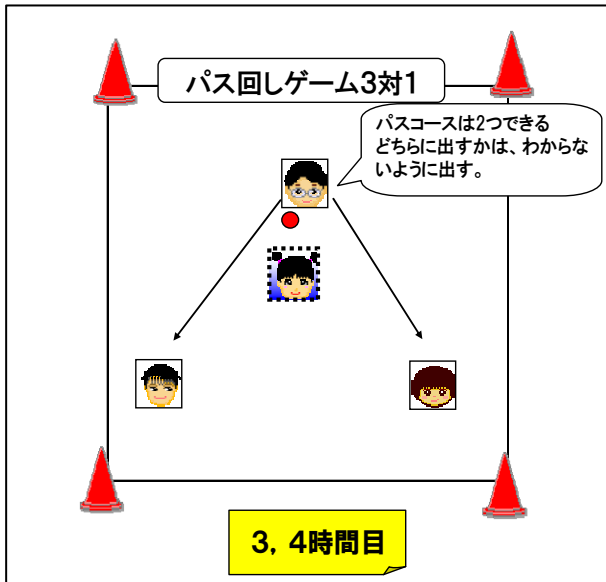 パス回しゲーム3対1
パスコースは2つできる
どちらに出すかは、わからな
いように出す。
3, 4時間目